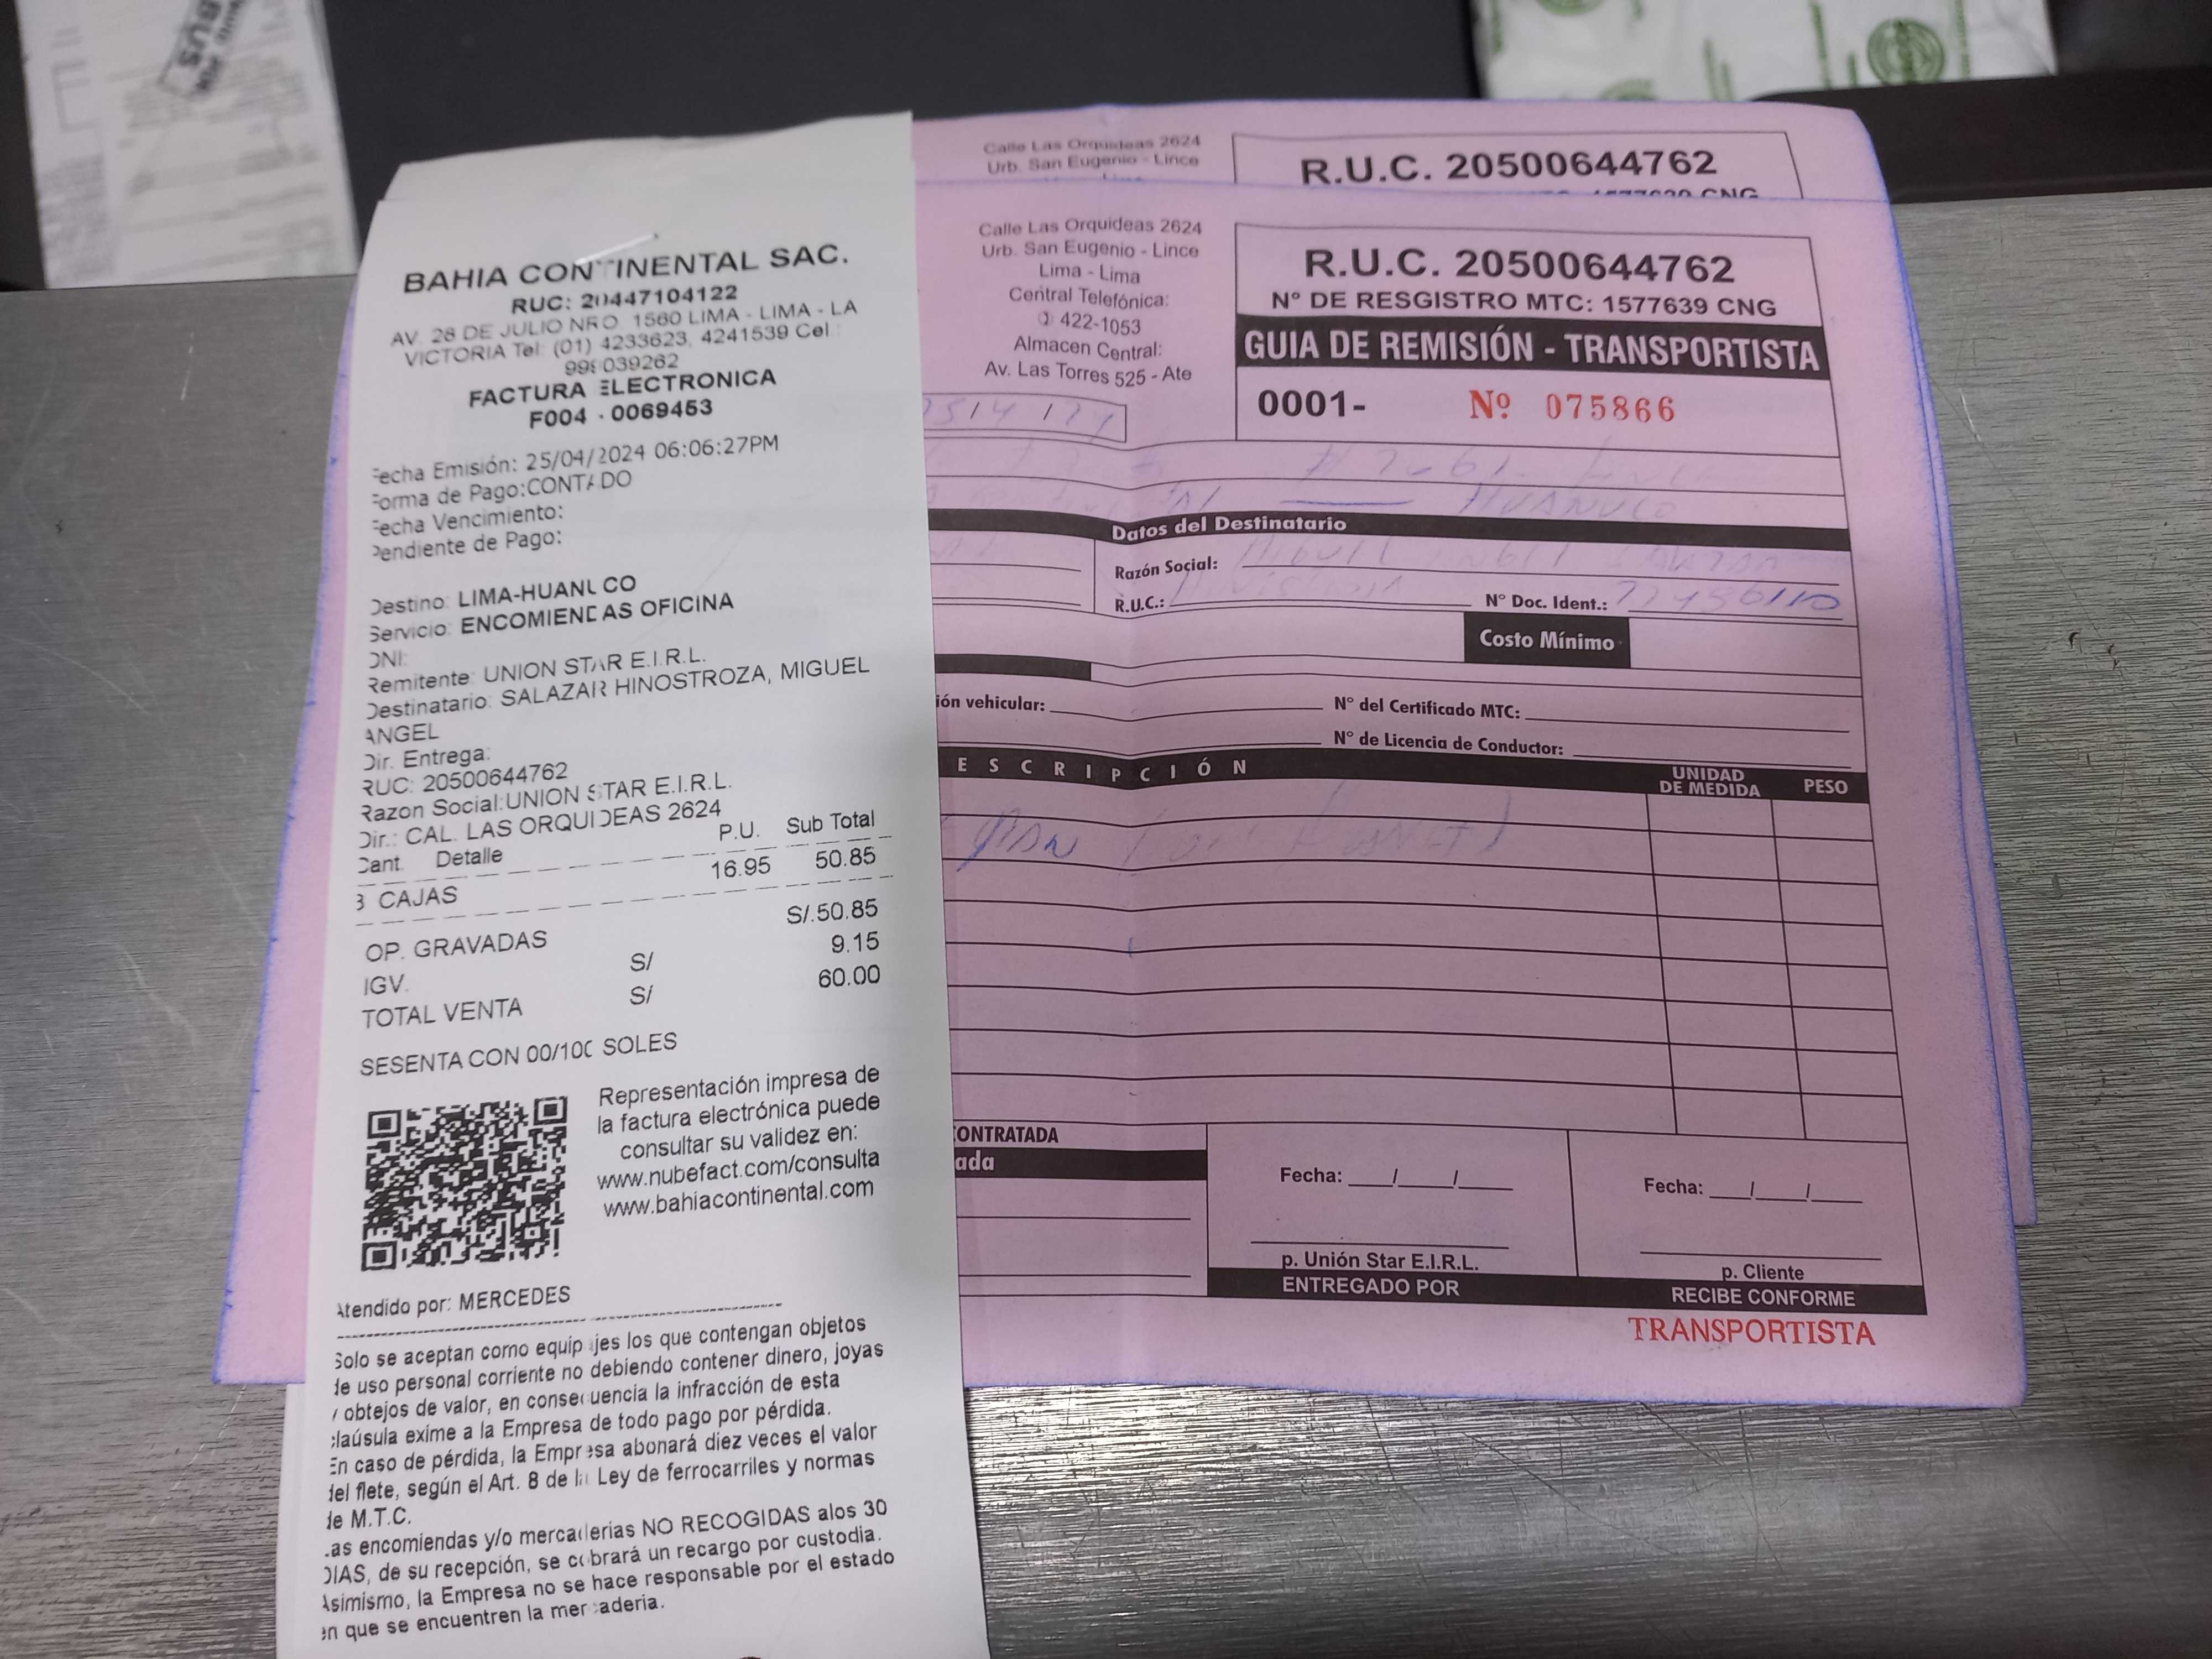 BUS
BAHIA CONTINENTAL SAC.
RUC: 20447104122
AV. 28 DE JULIO NRO. 1560 LIMA - LIMA - LA
VICTORIA Tel: (01) 4233623, 4241539 Cel :
998039262
FACTURA ELECTRONICA
F004 - 0069453
Fecha Emisión: 25/04/2024 06:06:27PM
Forma de Pago:CONTADO
Fecha Vencimiento:
Pendiente de Pago:
Destino: LIMA-HUANUCO
Servicio: ENCOMIENDAS OFICINA
DNI:
Remitente: UNION STAR E.I.R.L.
Destinatario: SALAZAR HINOSTROZA, MIGUEL
ANGEL
Dir. Entrega:
RUC: 20500644762
Razon Social:UNION STAR E.I.R.L.
Dir.: CAL. LAS ORQUIDEAS 2624
Cant. Detalle P.U. Sub Total
3 CAJAS 16.95 50.85
OP. GRAVADAS S/.50.85
IGV. S/ 9.15
TOTAL VENTA S/ 60.00
SESENTA CON 00/100 SOLES
Representación impresa de
la factura electrónica puede
consultar su validez en:
www.nubefact.com/consulta
www.bahiacontinental.com
Atendido por: MERCEDES
Solo se aceptan como equipajes los que contengan objetos
de uso personal corriente no debiendo contener dinero, joyas
y obtejos de valor, en consecuencia la infracción de esta
claúsula exime a la Empresa de todo pago por pérdida.
En caso de pérdida, la Empresa abonará diez veces el valor
del flete, según el Art. 8 de la Ley de ferrocarriles y normas
de M.T.C.
Las encomiendas y/o mercaderias NO RECOGIDAS alos 30
DIAS, de su recepción, se cobrará un recargo por custodia.
Asimismo, la Empresa no se hace responsable por el estado
en que se encuentren la mercaderia.
Calle Las Orquideas 2624
Urb. San Eugenio - Lince
R.U.C. 20500644762
1577639 CNG
Calle Las Orquideas 2624
Urb. San Eugenio - Lince
Lima - Lima
Central Telefónica:
422-1053
Almacen Central:
Av. Las Torres 525 - Ate
R.U.C. 20500644762
N° DE RESGISTRO MTC: 1577639 CNG
GUIA DE REMISIÓN - TRANSPORTISTA
0001- Nº 075866
HUANUCO
Datos del Destinatario
Razón Social:
R.U.C.: N° Doc. Ident.:
Costo Mínimo
ión vehicular: N° del Certificado MTC:
N° de Licencia de Conductor:
ESCRIPCIÓN UNIDAD DE MEDIDA PESO
ONTRATADA
ada
Fecha: ___/___/___ Fecha: ___/___/___
p. Unión Star E.I.R.L. p. Cliente
ENTREGADO POR RECIBE CONFORME
TRANSPORTISTA